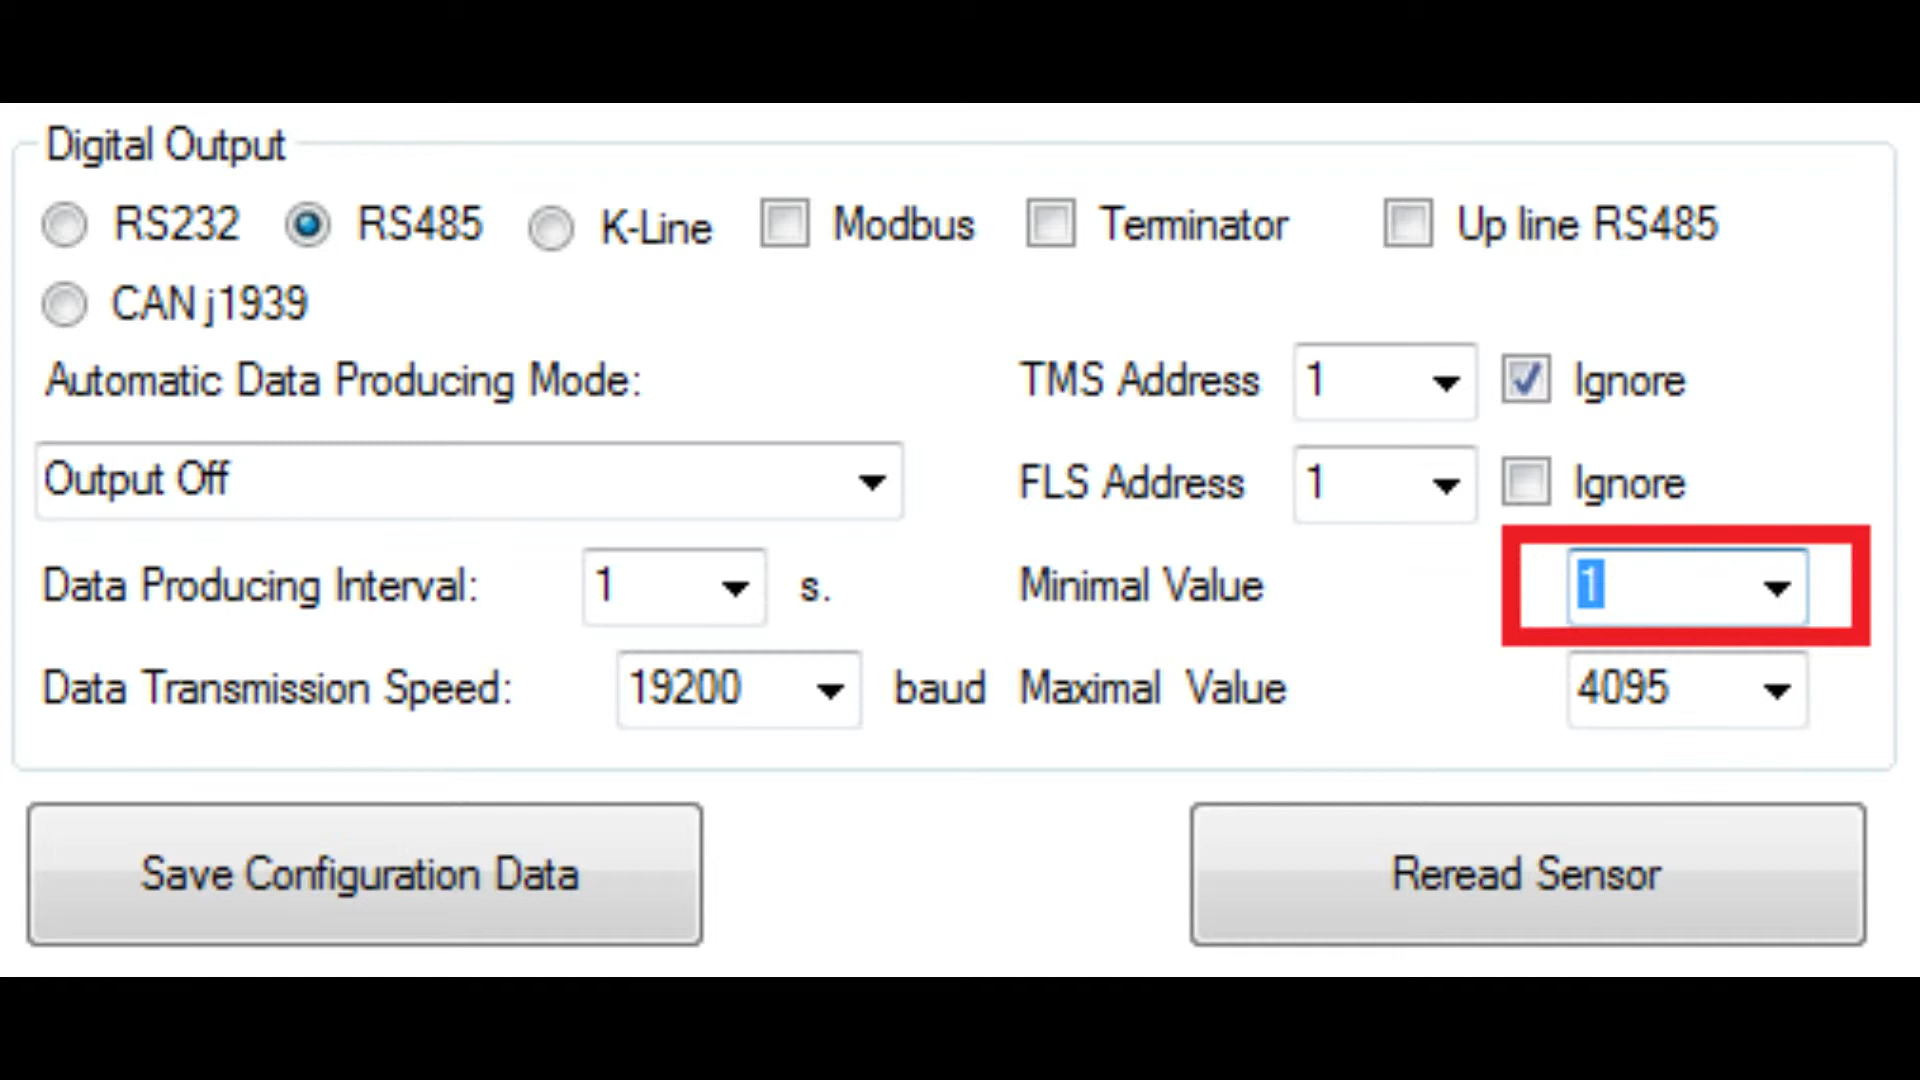 Digital Output
RS232 RS485 K-Line Modbus Terminator Up line RS485
CAN j1939
Automatic Data Producing Mode: TMS Address 1 Ignore
Output Off FLS Address 1 Ignore
Data Producing Interval: 1 s. Minimal Value 1
Data Transmission Speed: 19200 baud Maximal Value 4095
Save Configuration Data Reread Sensor